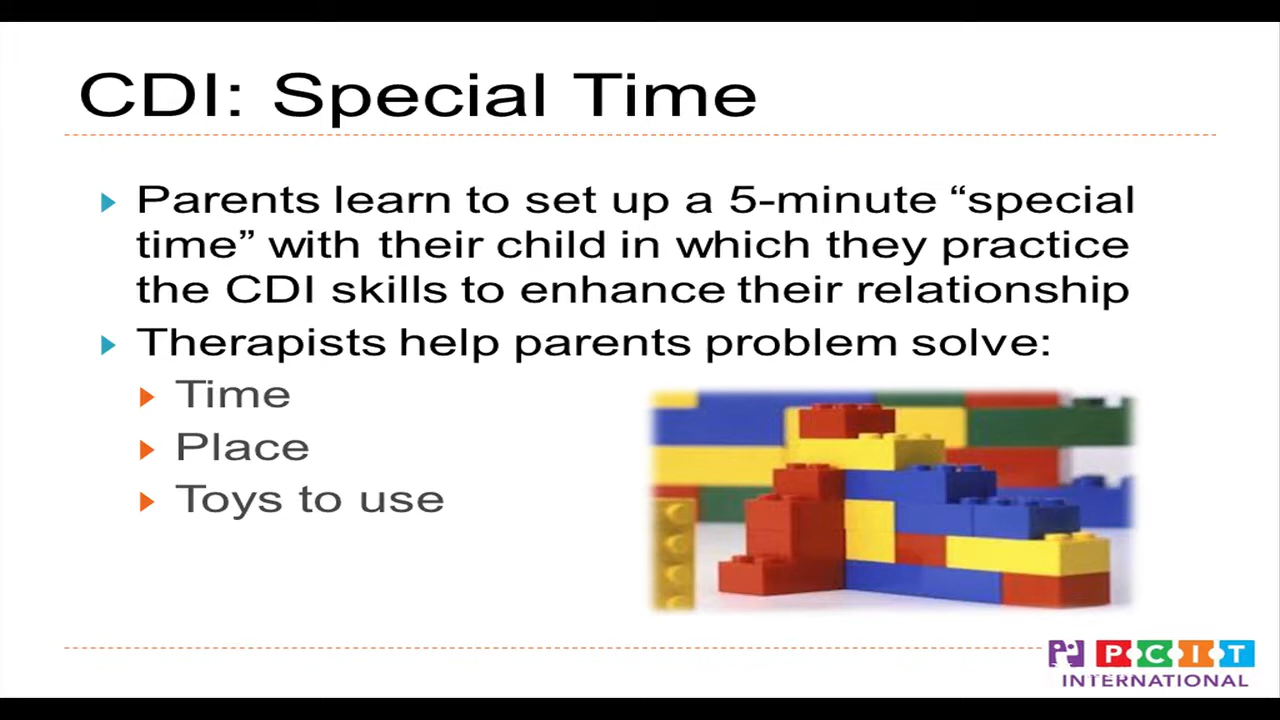 CDI: Special Time
Parents learn to set up a 5-minute “special
time” with their child in which they practice
the CDI skills to enhance their relationship
Therapists help parents problem solve:
Time
Place
Toys to use
PCIT
INTERNATIONAL